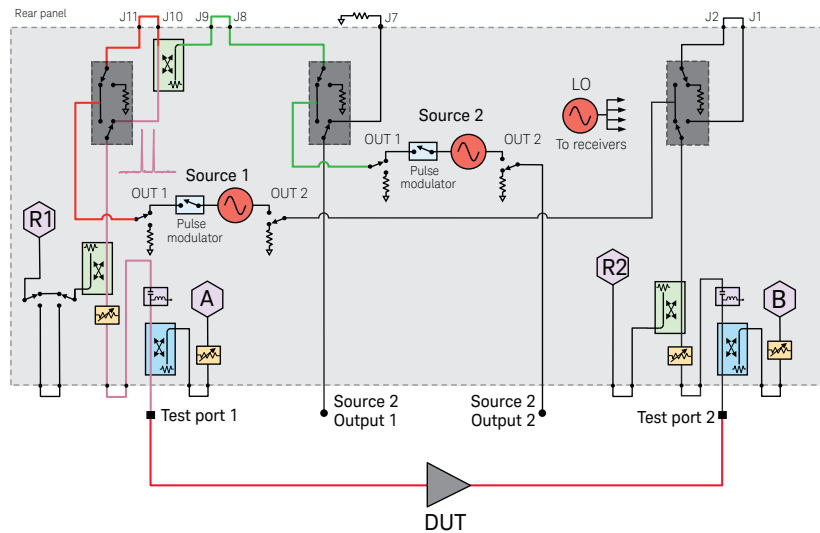 Rear panel
J11 J10 J9 J8 J7 J2 J1
LO
To receivers
Source 2
OUT 1
OUT 2
Pulse
modulator
Source 1
OUT 1
OUT 2
Pulse
modulator
R1
A
R2
B
Test port 1
Source 2
Output 1
Source 2
Output 2
Test port 2
DUT